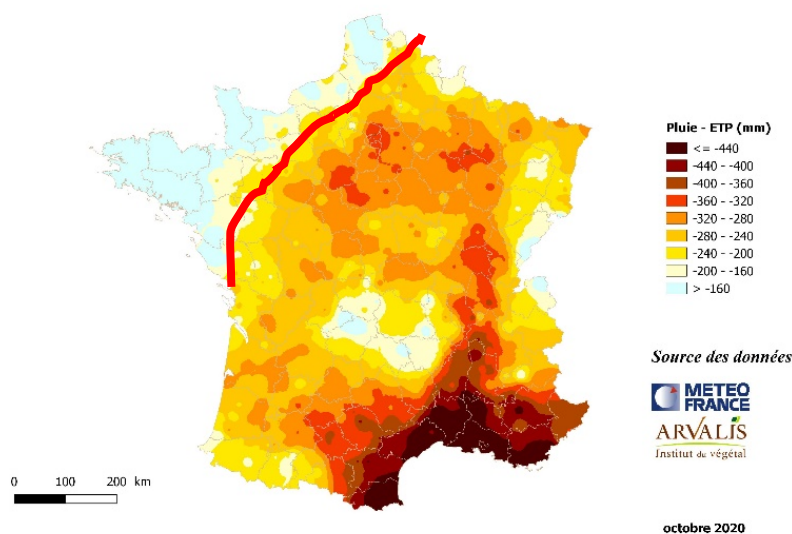 Pluie - ETP (mm)
<= -440
-440 - -400
-400 - -360
-360 - -320
-320 - -280
-280 - -240
-240 - -200
-200 - -160
> -160
Source des données
METEO
FRANCE
ARVALIS
Institut du végétal
0 100 200 km
octobre 2020